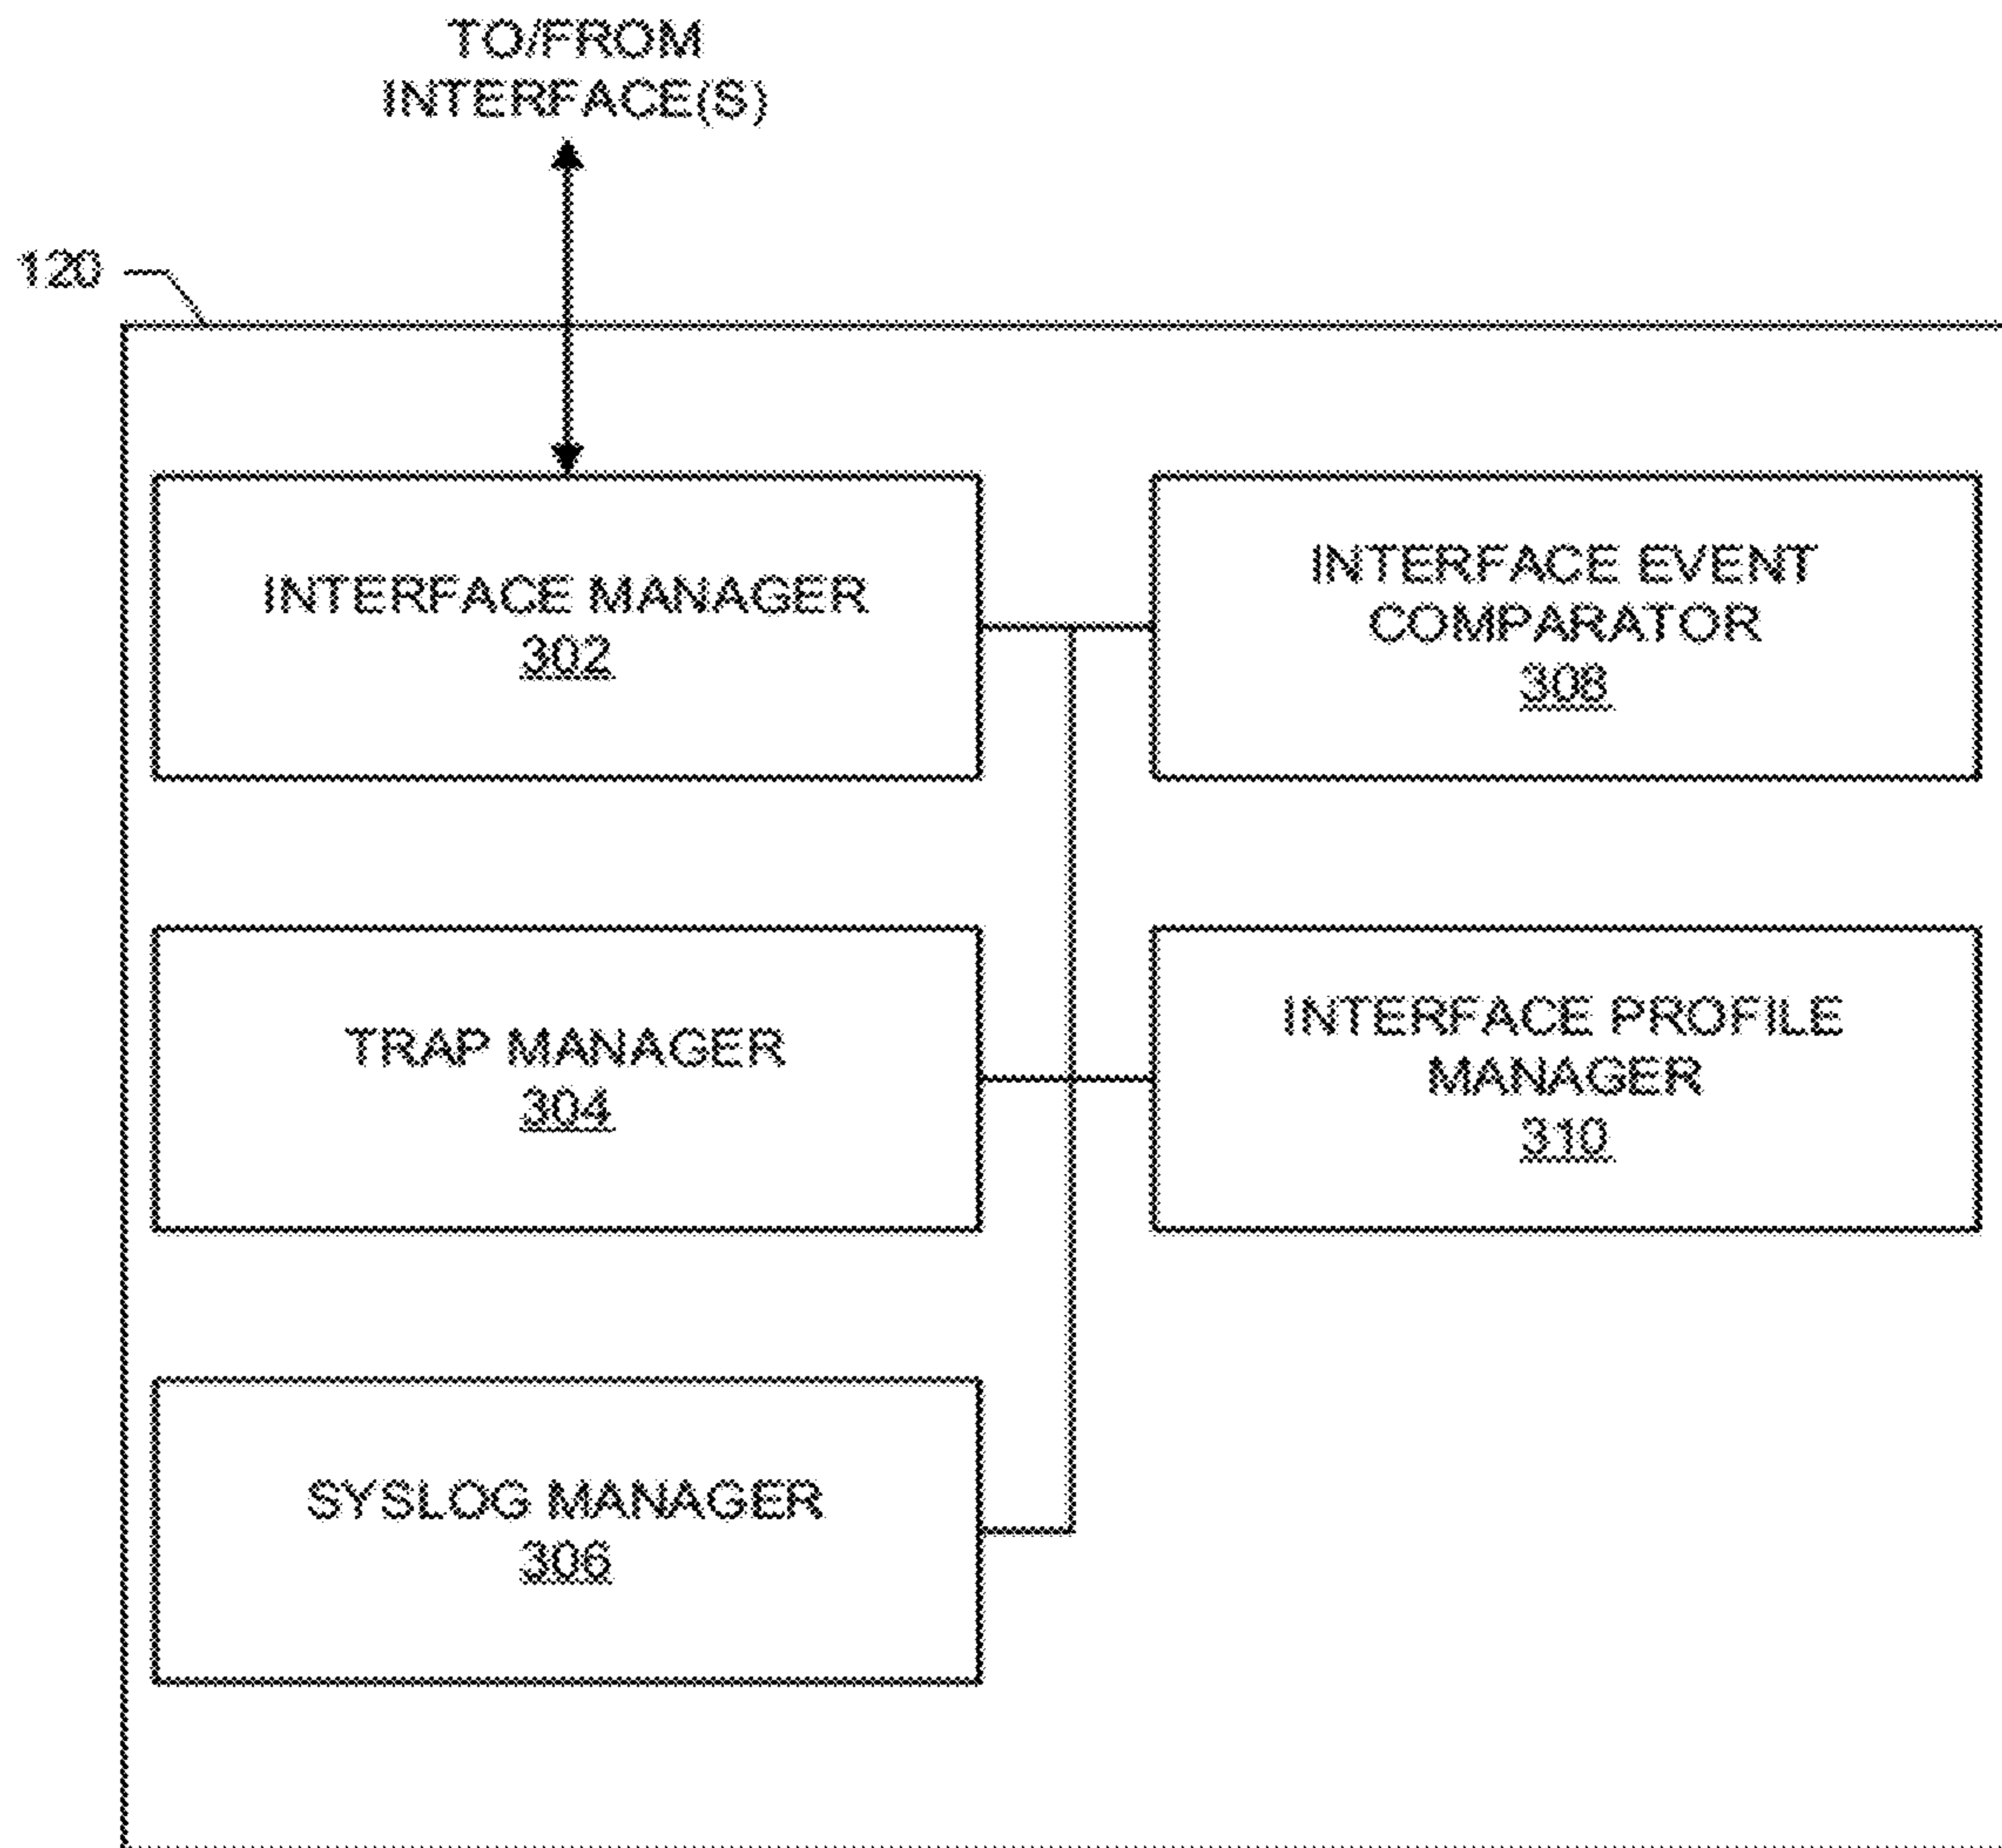 TO/FROM
INTERFACE(S)
120
INTERFACE MANAGER
302
INTERFACE EVENT
COMPARATOR
308
TRAP MANAGER
304
INTERFACE PROFILE
MANAGER
310
SYSLOG MANAGER
306